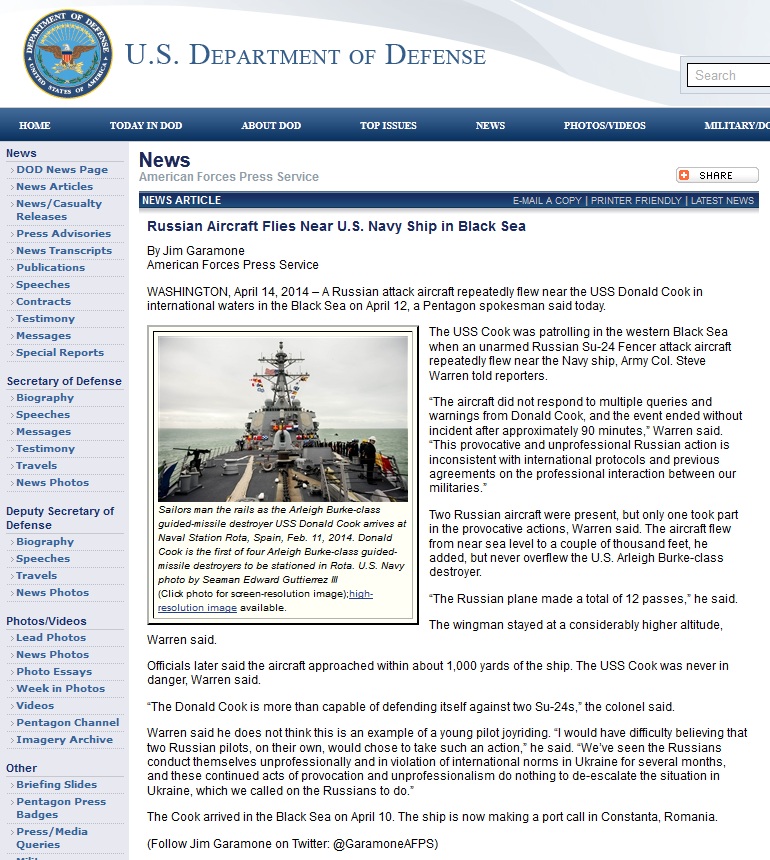 DEPARTMENT OF DEFENSE
UNITED STATES OF AMERICA
U.S. DEPARTMENT OF DEFENSE
Search
HOME
TODAY IN DOD
ABOUT DOD
TOP ISSUES
NEWS
PHOTOS/VIDEOS
MILITARY/DO
News
DOD News Page
News Articles
News/Casualty
Releases
Press Advisories
News Transcripts
Publications
Speeches
Contracts
Testimony
Messages
Special Reports
Secretary of Defense
Biography
Speeches
Messages
Testimony
Travels
News Photos
Deputy Secretary of
Defense
Biography
Speeches
Travels
News Photos
Photos/Videos
Lead Photos
News Photos
Photo Essays
Week in Photos
Videos
Pentagon Channel
Imagery Archive
Other
Briefing Slides
Pentagon Press
Badges
Press/Media
Queries
News
American Forces Press Service
SHARE
NEWS ARTICLE
E-MAIL A COPY | PRINTER FRIENDLY | LATEST NEWS
Russian Aircraft Flies Near U.S. Navy Ship in Black Sea
By Jim Garamone
American Forces Press Service
WASHINGTON, April 14, 2014 – A Russian attack aircraft repeatedly flew near the USS Donald Cook in
international waters in the Black Sea on April 12, a Pentagon spokesman said today.
Sailors man the rails as the Arleigh Burke-class
guided-missile destroyer USS Donald Cook arrives at
Naval Station Rota, Spain, Feb. 11, 2014. Donald
Cook is the first of four Arleigh Burke-class guided-
missile destroyers to be stationed in Rota. U.S. Navy
photo by Seaman Edward Guttierrez III
(Click photo for screen-resolution image);high-
resolution image available.
The USS Cook was patrolling in the western Black Sea
when an unarmed Russian Su-24 Fencer attack aircraft
repeatedly flew near the Navy ship, Army Col. Steve
Warren told reporters.
“The aircraft did not respond to multiple queries and
warnings from Donald Cook, and the event ended without
incident after approximately 90 minutes,” Warren said.
“This provocative and unprofessional Russian action is
inconsistent with international protocols and previous
agreements on the professional interaction between our
militaries.”
Two Russian aircraft were present, but only one took part
in the provocative actions, Warren said. The aircraft flew
from near sea level to a couple of thousand feet, he
added, but never overflew the U.S. Arleigh Burke-class
destroyer.
“The Russian plane made a total of 12 passes,” he said.
The wingman stayed at a considerably higher altitude,
Warren said.
Officials later said the aircraft approached within about 1,000 yards of the ship. The USS Cook was never in
danger, Warren said.
“The Donald Cook is more than capable of defending itself against two Su-24s,” the colonel said.
Warren said he does not think this is an example of a young pilot joyriding. “I would have difficulty believing that
two Russian pilots, on their own, would chose to take such an action,” he said. “We’ve seen the Russians
conduct themselves unprofessionally and in violation of international norms in Ukraine for several months,
and these continued acts of provocation and unprofessionalism do nothing to de-escalate the situation in
Ukraine, which we called on the Russians to do.”
The Cook arrived in the Black Sea on April 10. The ship is now making a port call in Constanta, Romania.
(Follow Jim Garamone on Twitter: @GaramoneAFPS)